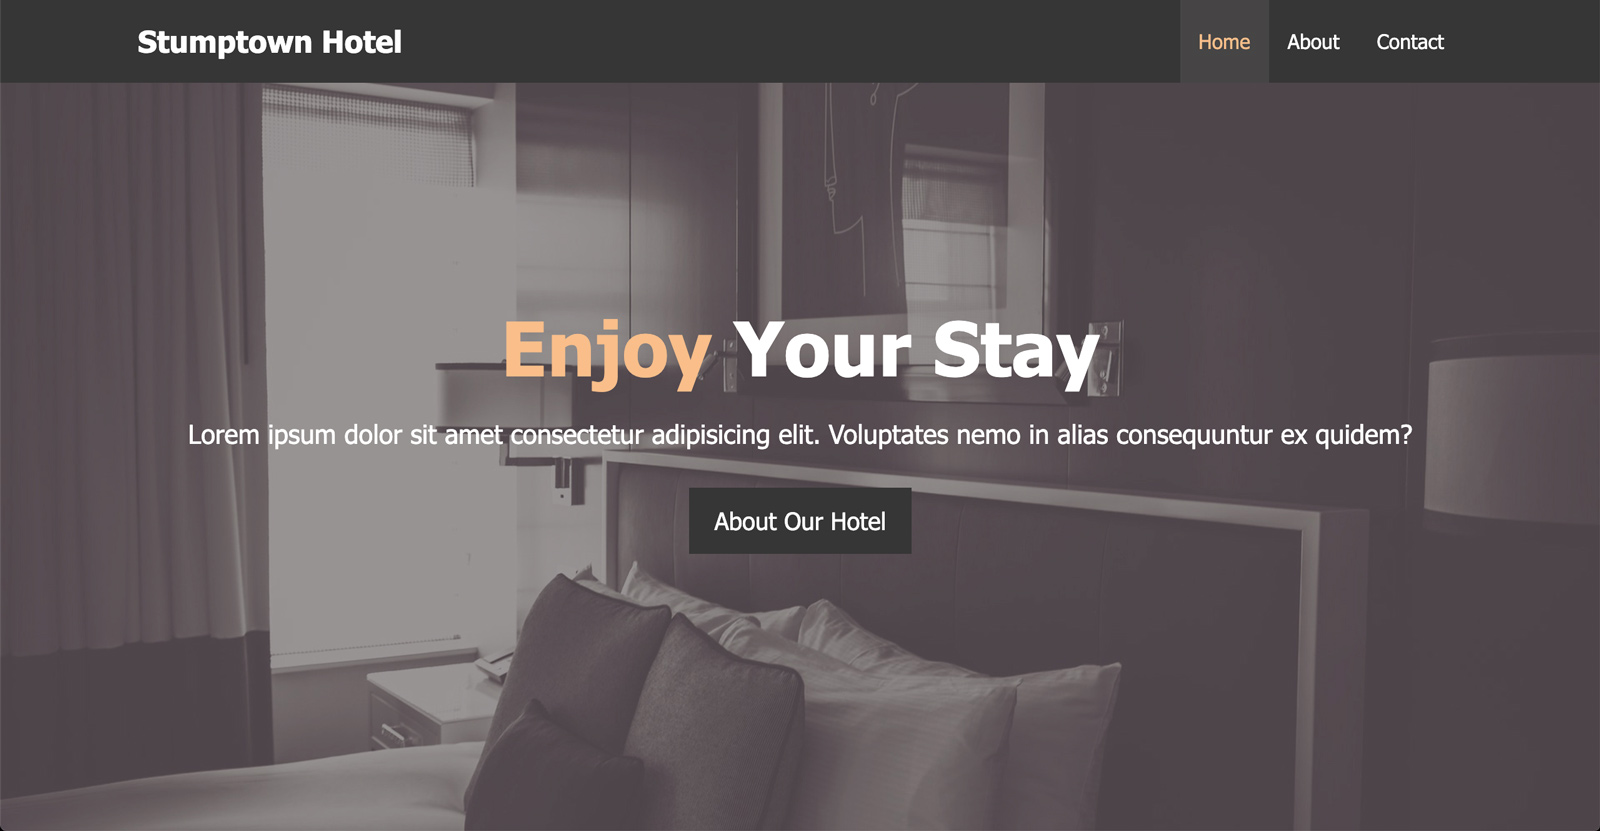 Stumptown Hotel
Home About Contact
Enjoy Your Stay
Lorem ipsum dolor sit amet consectetur adipisicing elit. Voluptates nemo in alias consequuntur ex quidem?
About Our Hotel